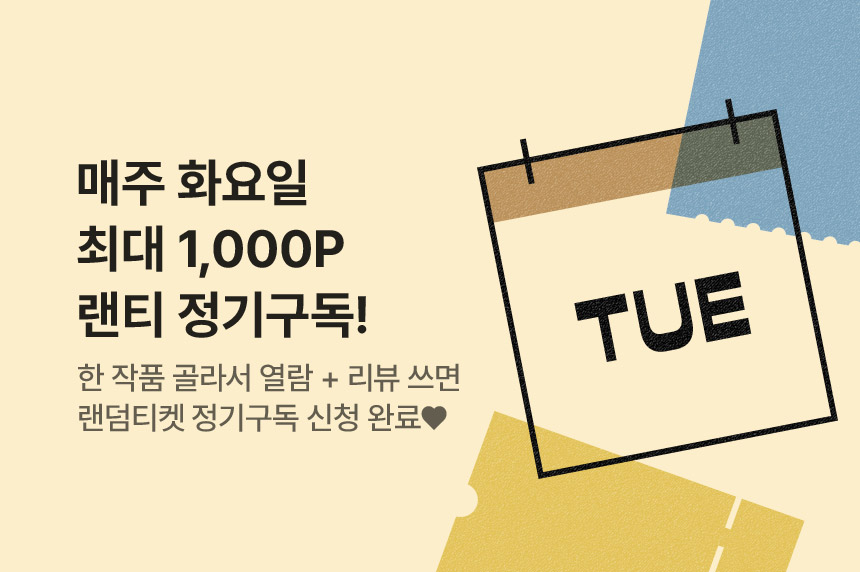 매주 화요일
최대 1,000P
랜티 정기구독!
한 작품 골라서 열람 + 리뷰 쓰면
랜덤티켓 정기구독 신청 완료♥
TUE